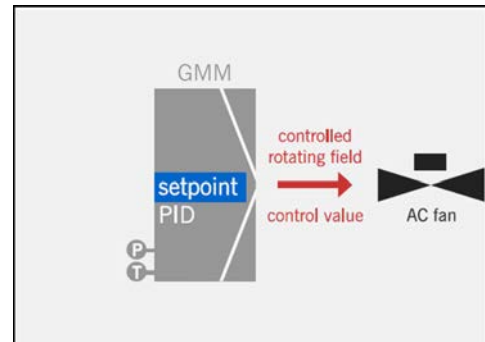 GMM
controlled
rotating field
setpoint
PID
control value
AC fan
P
T